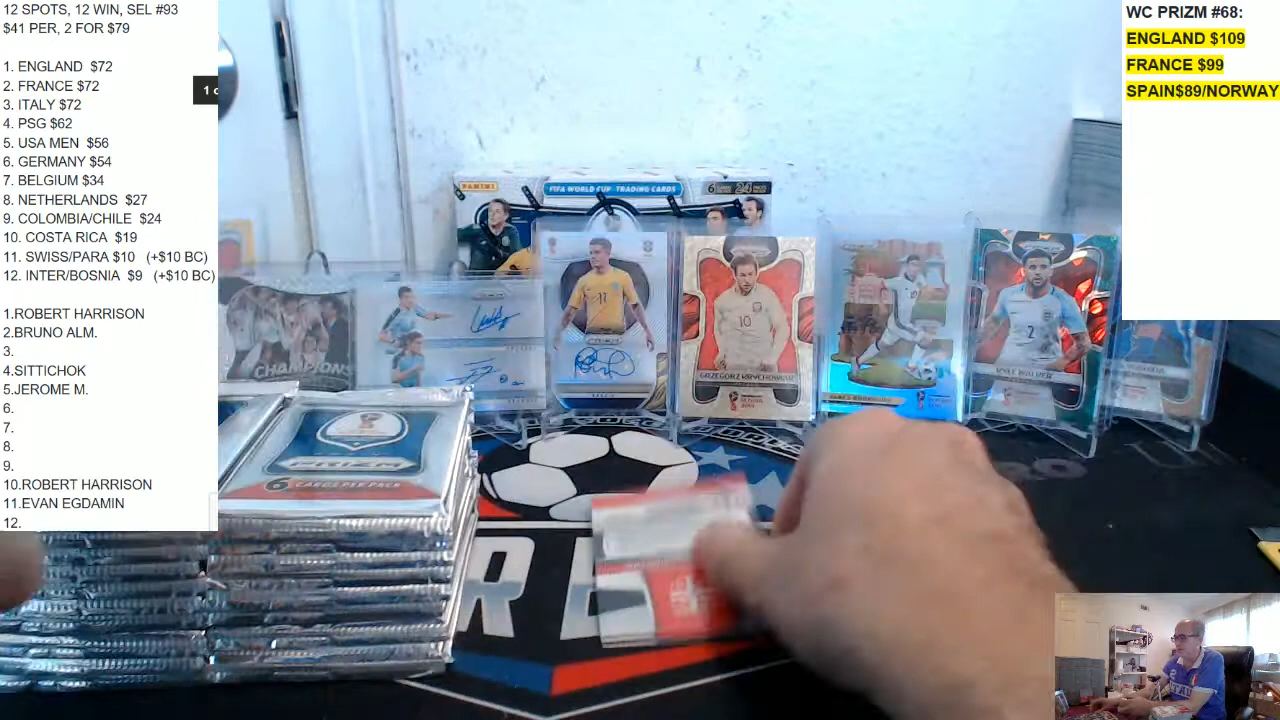 12 SPOTS, 12 WIN, SEL #93
$41 PER, 2 FOR $79
1. ENGLAND  $72
2. FRANCE $72
3. ITALY $72
4. PSG $62
5. USA MEN  $56
6. GERMANY $54
7. BELGIUM $34
8. NETHERLANDS  $27
9. COLOMBIA/CHILE  $24
10. COSTA RICA  $19
11. SWISS/PARA $10   (+$10 BC)
12. INTER/BOSNIA  $9   (+$10 BC)
1.ROBERT HARRISON
2.BRUNO ALM.
3.
4.SITTICHOK
5.JEROME M.
6.
7.
8.
9.
10.ROBERT HARRISON
11.EVAN EGDAMIN
12.
WC PRIZM #68:
ENGLAND $109
FRANCE $99
SPAIN$89/NORWAY
PANINI
FIFA WORLD CUP TRADING CARDS
6 24
CHAMPIONS
11
10
GRZEGORZ KRYCHOWIAK
2
KYLE WALKER
PRIZM
6 CARDS PER PACK
R E